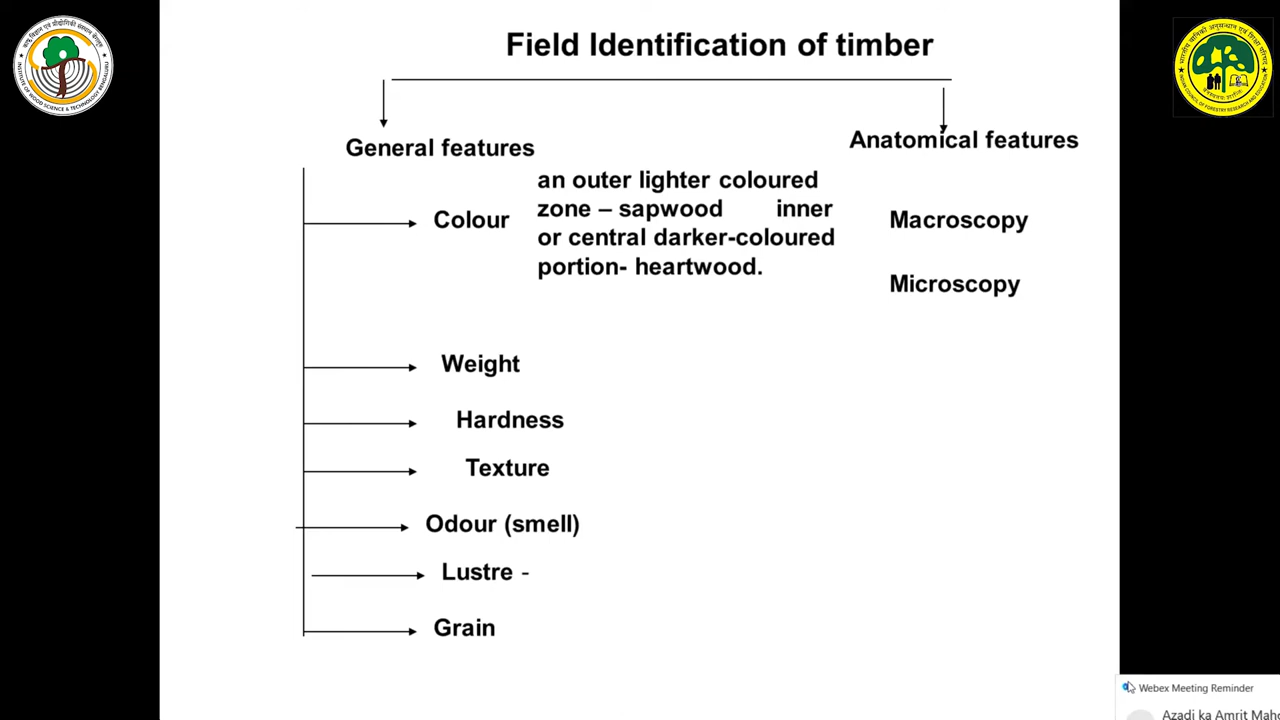 Field Identification of timber
General features
Anatomical features
Colour
an outer lighter coloured
zone – sapwood inner
or central darker-coloured
portion- heartwood.
Macroscopy
Microscopy
Weight
Hardness
Texture
Odour (smell)
Lustre -
Grain
Webex Meeting Reminder
Azadi ka Amrit Maho